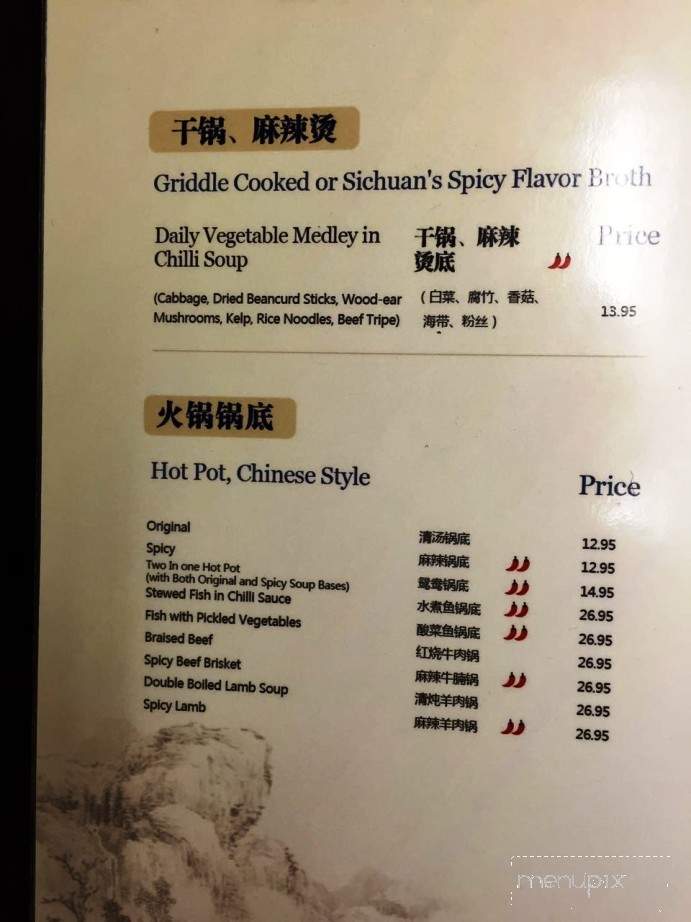 干锅、麻辣烫
Griddle Cooked or Sichuan's Spicy Flavor Broth
Daily Vegetable Medley in 干锅、麻辣 Price
Chilli Soup 烫底
(Cabbage, Dried Beancurd Sticks, Wood-ear (白菜、腐竹、香菇、
Mushrooms, Kelp, Rice Noodles, Beef Tripe) 海带、粉丝) 13.95
火锅锅底
Hot Pot, Chinese Style Price
Original 清汤锅底 12.95
Spicy 麻辣锅底 12.95
Two In one Hot Pot
(with Both Original and Spicy Soup Bases) 鸳鸯锅底 14.95
Stewed Fish in Chilli Sauce 水煮鱼锅底 26.95
Fish with Pickled Vegetables 酸菜鱼锅底 26.95
Braised Beef 红烧牛肉锅 26.95
Spicy Beef Brisket 麻辣牛腩锅 26.95
Double Boiled Lamb Soup 清炖羊肉锅 26.95
Spicy Lamb 麻辣羊肉锅 26.95
menupix